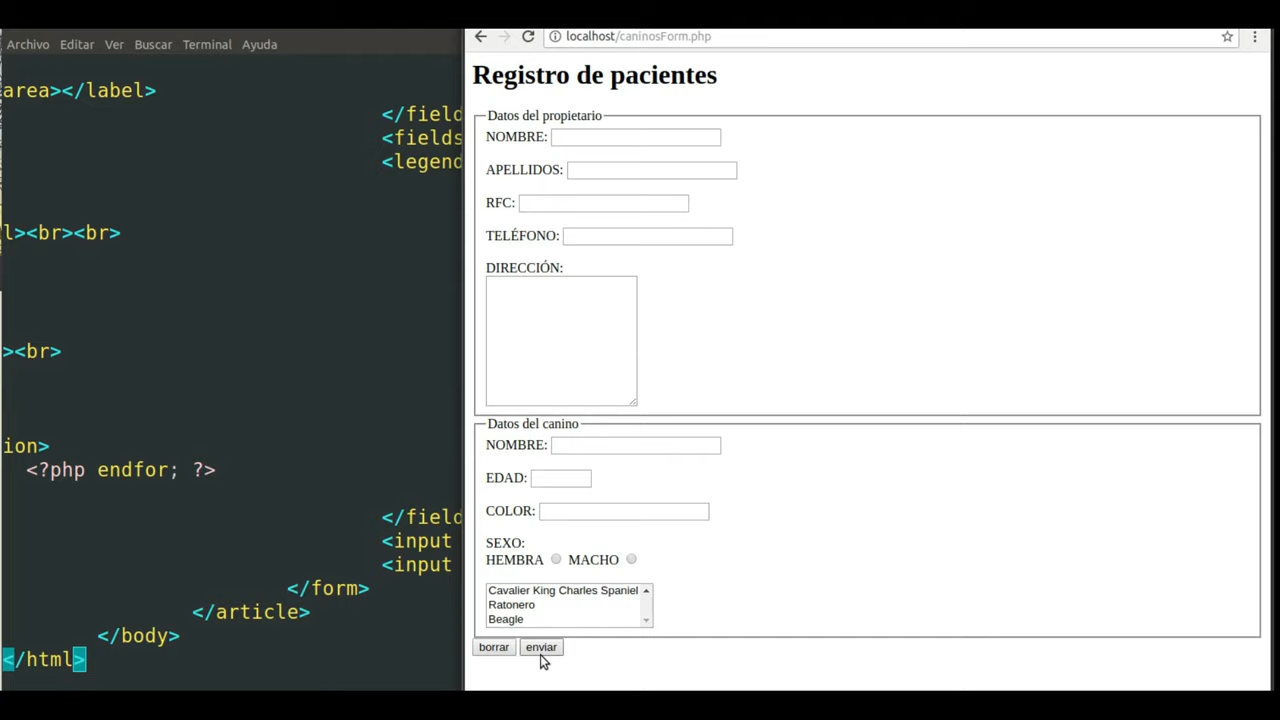 Archivo Editar Ver Buscar Terminal Ayuda
area></label>
</field
<fields
<legend
l><br><br>
><br>
ion>
<?php endfor; ?>
</field
<input
<input
</form>
</article>
</body>
</html>
localhost/caninosForm.php
Registro de pacientes
Datos del propietario
NOMBRE:
APELLIDOS:
RFC:
TELÉFONO:
DIRECCIÓN:
Datos del canino
NOMBRE:
EDAD:
COLOR:
SEXO:
HEMBRA MACHO
Cavalier King Charles Spaniel
Ratonero
Beagle
borrar enviar